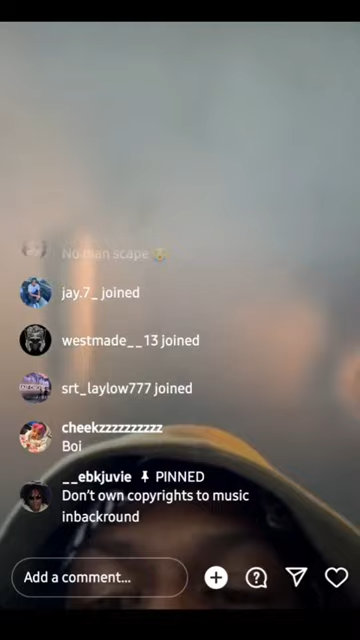 No man scape 😭
jay.7_ joined
westmade__13 joined
srt_laylow777 joined
cheekzzzzzzzzzz
Boi
__ebkjuvie PINNED
Don't own copyrights to music
inbackround
Add a comment...